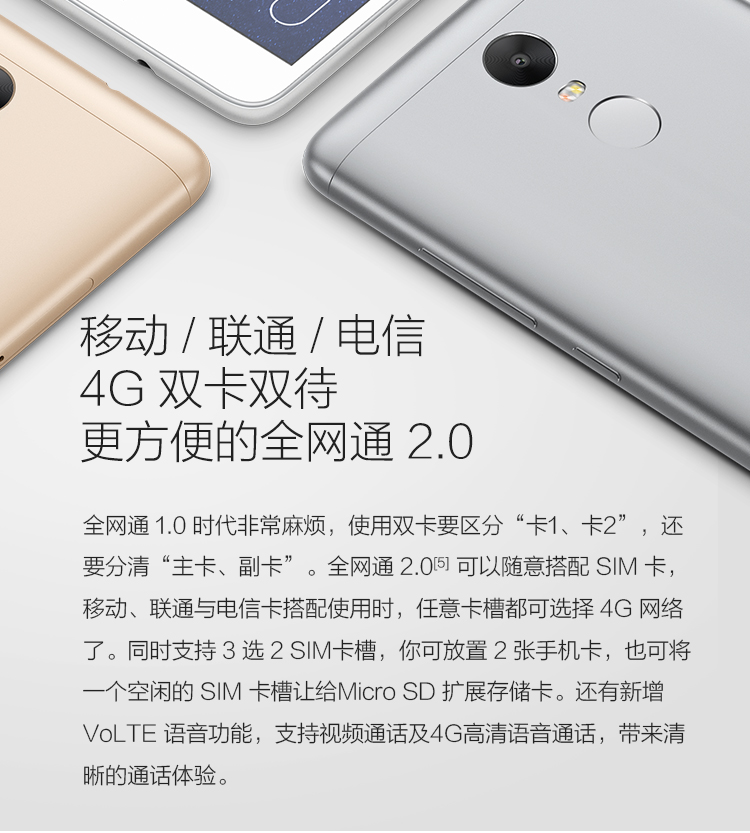 移动 / 联通 / 电信
4G 双卡双待
更方便的全网通 2.0
全网通 1.0 时代非常麻烦，使用双卡要区分“卡1、卡2”，还
要分清“主卡、副卡”。全网通 2.0[5] 可以随意搭配 SIM 卡，
移动、联通与电信卡搭配使用时，任意卡槽都可选择 4G 网络
了。同时支持 3 选 2 SIM卡槽，你可放置 2 张手机卡，也可将
一个空闲的 SIM 卡槽让给Micro SD 扩展存储卡。还有新增
VoLTE 语音功能，支持视频通话及4G高清语音通话，带来清
晰的通话体验。